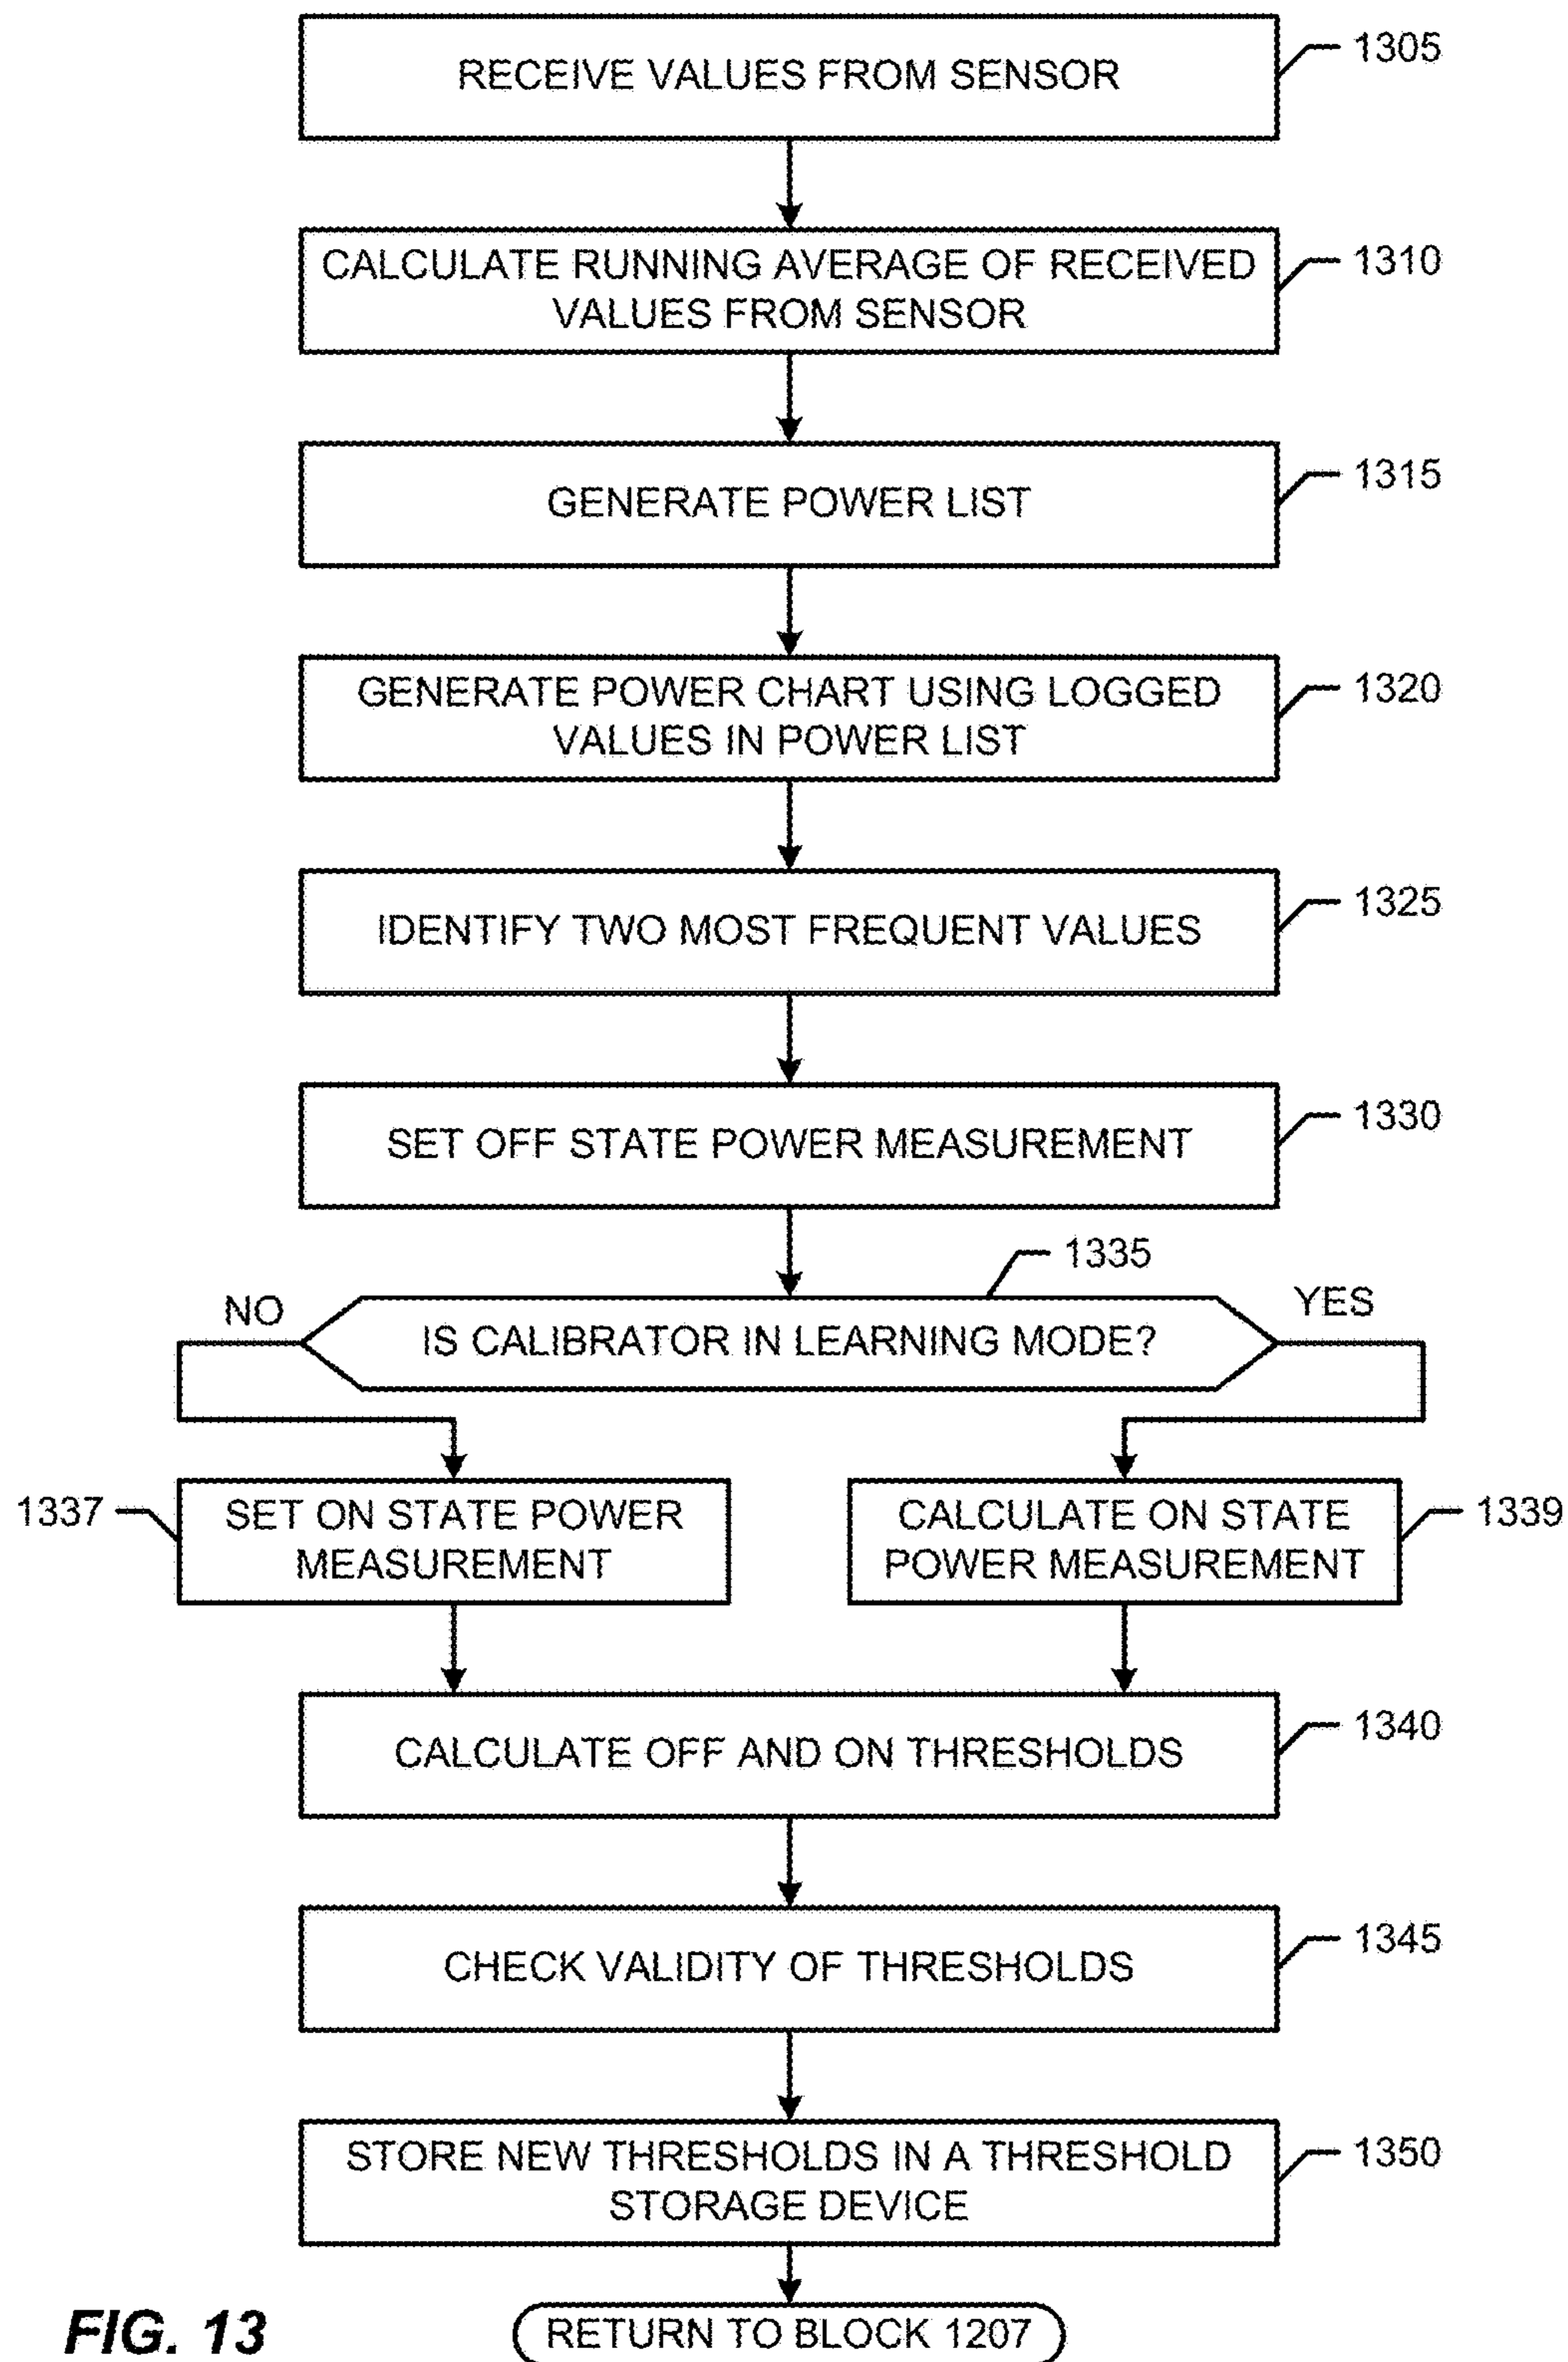 RECEIVE VALUES FROM SENSOR
1305
CALCULATE RUNNING AVERAGE OF RECEIVED
VALUES FROM SENSOR
1310
GENERATE POWER LIST
1315
GENERATE POWER CHART USING LOGGED
VALUES IN POWER LIST
1320
IDENTIFY TWO MOST FREQUENT VALUES
1325
SET OFF STATE POWER MEASUREMENT
1330
1335
NO
IS CALIBRATOR IN LEARNING MODE?
YES
1337
SET ON STATE POWER
MEASUREMENT
CALCULATE ON STATE
POWER MEASUREMENT
1339
CALCULATE OFF AND ON THRESHOLDS
1340
CHECK VALIDITY OF THRESHOLDS
1345
STORE NEW THRESHOLDS IN A THRESHOLD
STORAGE DEVICE
1350
RETURN TO BLOCK 1207
FIG. 13